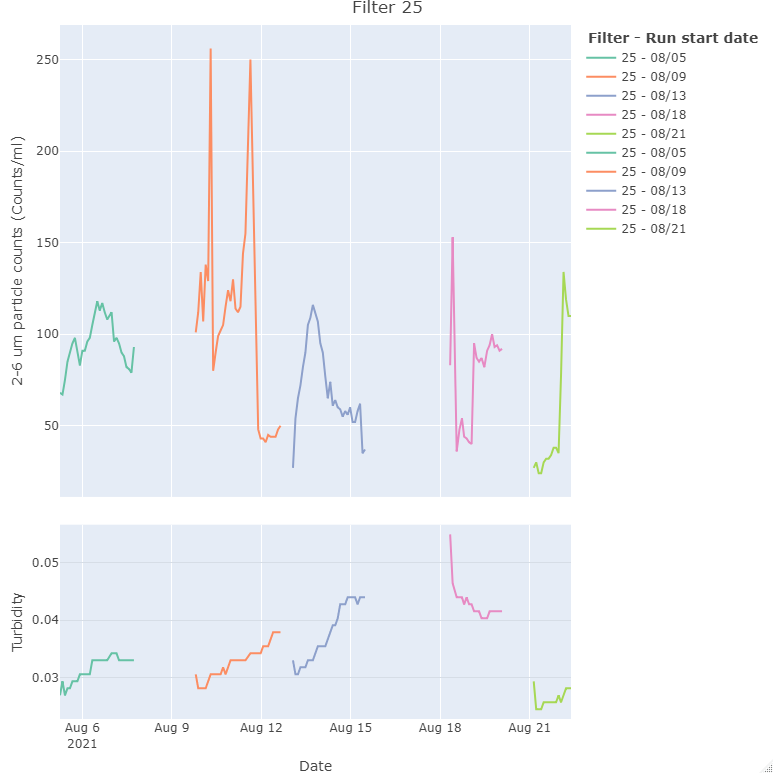 Filter 25
2-6 um particle counts (Counts/ml)
250
200
150
100
50
Turbidity
0.05
0.04
0.03
Aug 6
2021
Aug 9
Aug 12
Aug 15
Aug 18
Aug 21
Date
Filter - Run start date
25 - 08/05
25 - 08/09
25 - 08/13
25 - 08/18
25 - 08/21
25 - 08/05
25 - 08/09
25 - 08/13
25 - 08/18
25 - 08/21